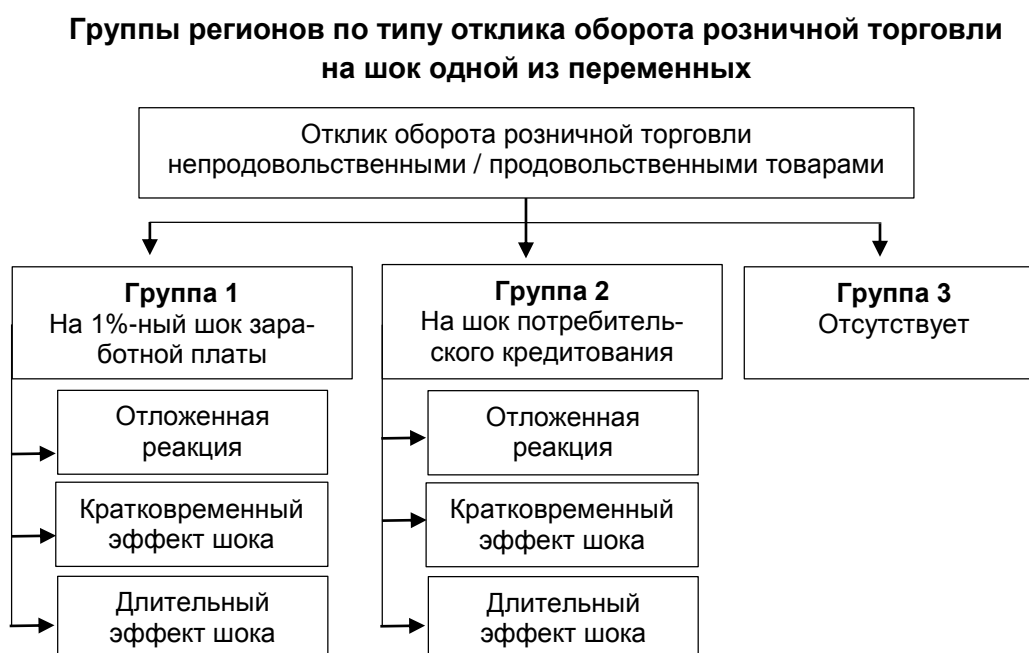 Группы регионов по типу отклика оборота розничной торговли
на шок одной из переменных
Отклик оборота розничной торговли
непродовольственными / продовольственными товарами
Группа 1
На 1%-ный шок зара-
ботной платы
Отложенная
реакция
Кратковременный
эффект шока
Длительный
эффект шока
Группа 2
На шок потребитель-
ского кредитования
Отложенная
реакция
Кратковременный
эффект шока
Длительный
эффект шока
Группа 3
Отсутствует